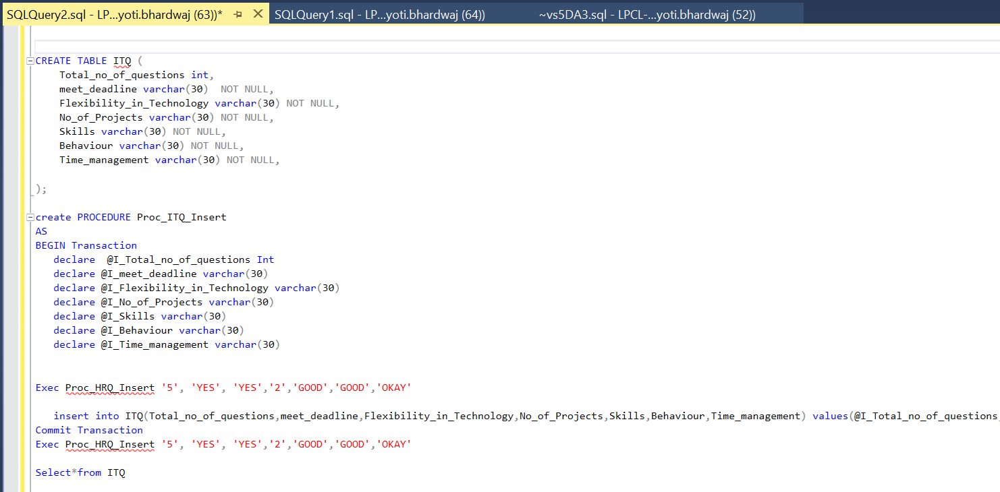 SQLQuery2.sql - LP...yoti.bhardwaj (63))* SQLQuery1.sql - LP...yoti.bhardwaj (64)) ~vs5DA3.sql - LPCL-...yoti.bhardwaj (52))
CREATE TABLE ITQ (
    Total_no_of_questions int,
    meet_deadline varchar(30)  NOT NULL,
    Flexibility_in_Technology varchar(30) NOT NULL,
    No_of_Projects varchar(30) NOT NULL,
    Skills varchar(30) NOT NULL,
    Behaviour varchar(30) NOT NULL,
    Time_management varchar(30) NOT NULL,
);
create PROCEDURE Proc_ITQ_Insert
AS
BEGIN Transaction
   declare  @I_Total_no_of_questions Int
   declare @I_meet_deadline varchar(30)
   declare @I_Flexibility_in_Technology varchar(30)
   declare @I_No_of_Projects varchar(30)
   declare @I_Skills varchar(30)
   declare @I_Behaviour varchar(30)
   declare @I_Time_management varchar(30)
Exec Proc_HRQ_Insert '5', 'YES', 'YES','2','GOOD','GOOD','OKAY'
   insert into ITQ(Total_no_of_questions,meet_deadline,Flexibility_in_Technology,No_of_Projects,Skills,Behaviour,Time_management) values(@I_Total_no_of_questions,
Commit Transaction
Exec Proc_HRQ_Insert '5', 'YES', 'YES','2','GOOD','GOOD','OKAY'
Select*from ITQ